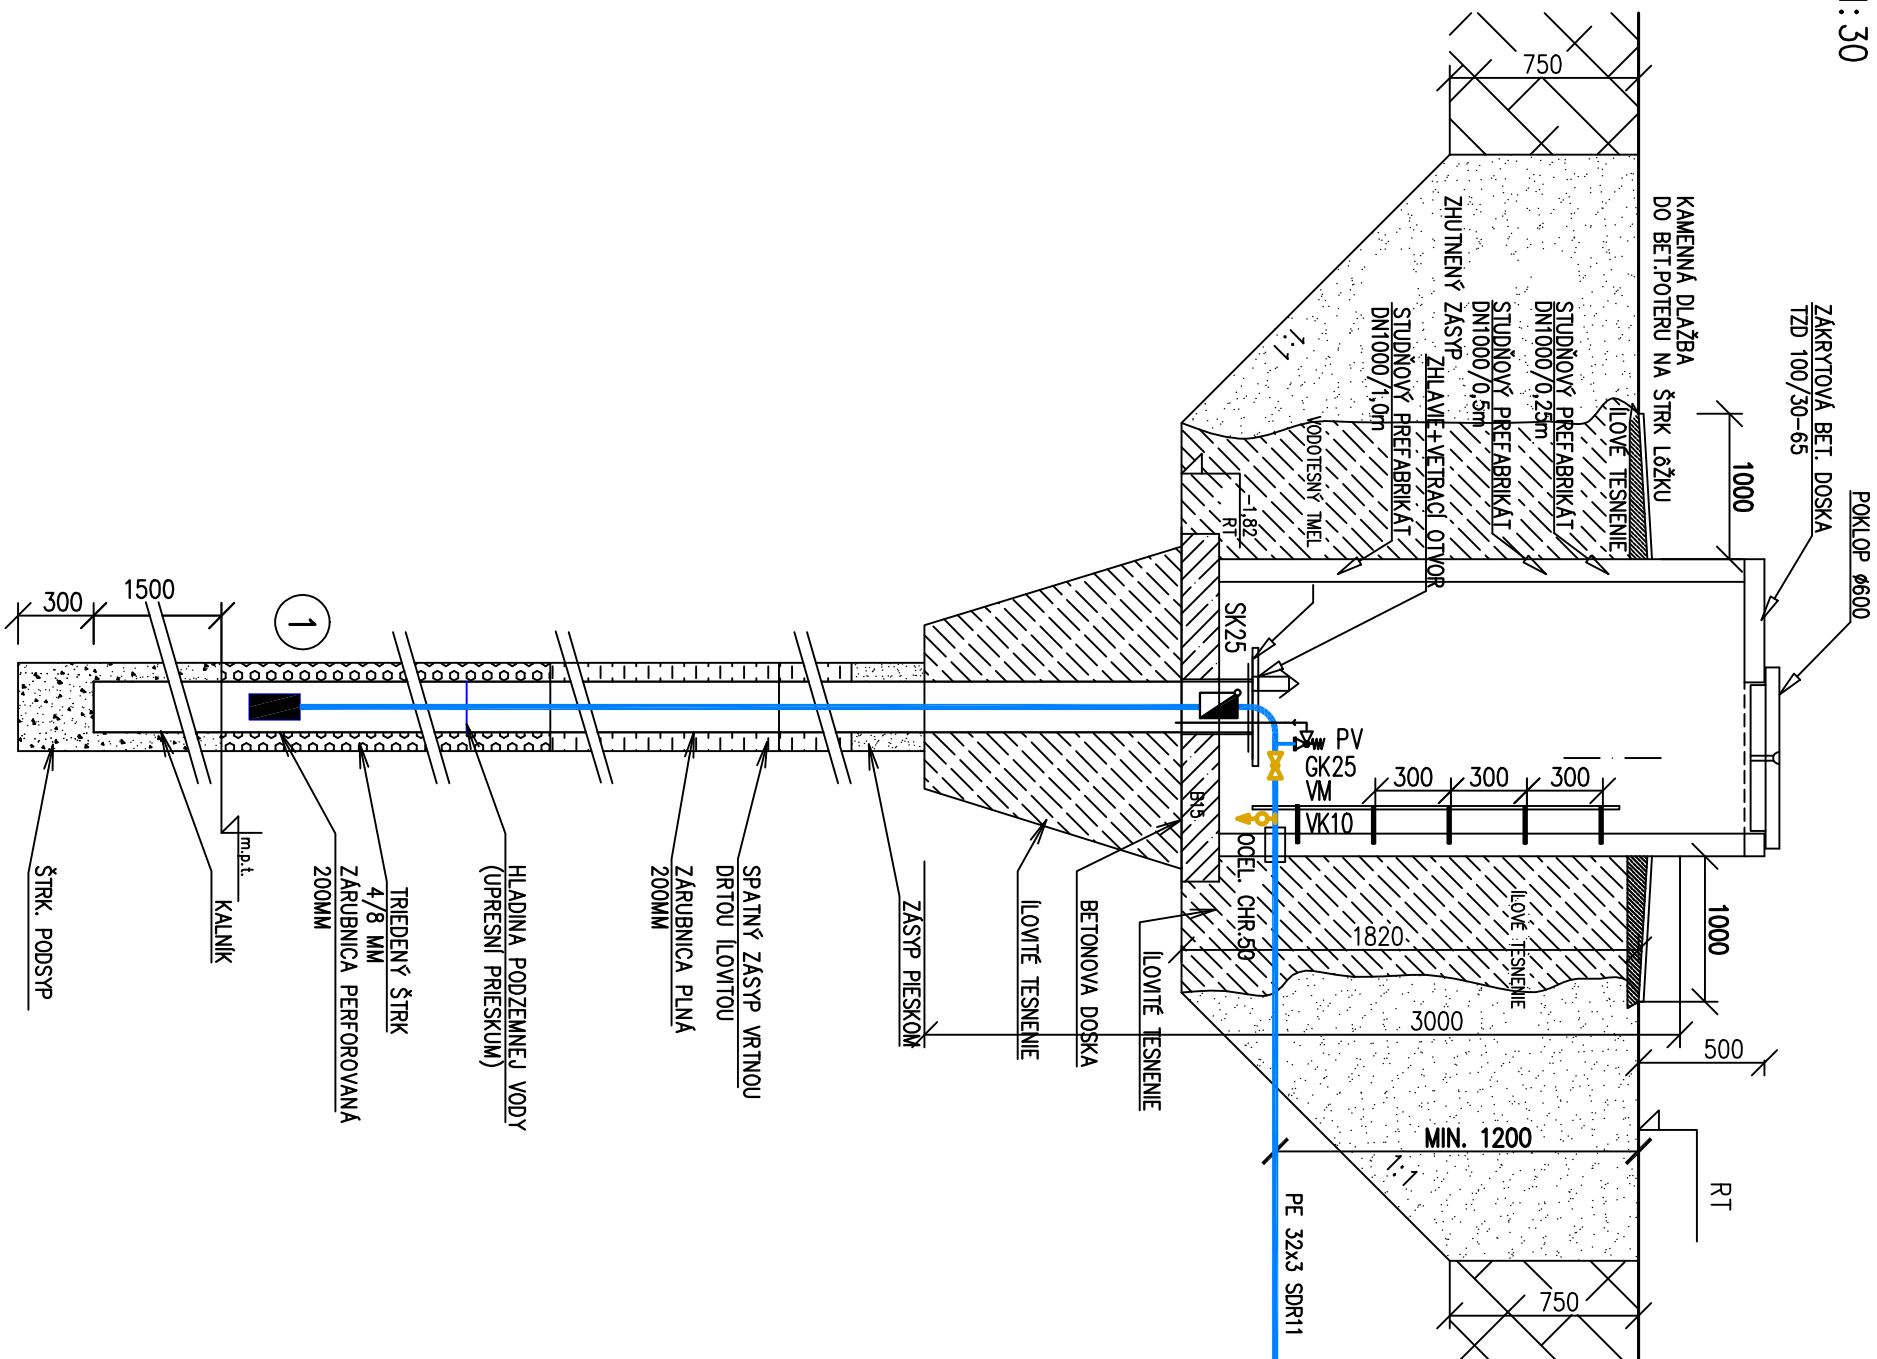 1:30
POKLOP ø600
ZÁKRYTOVÁ BET. DOSKA
TZD 100/30-65
KAMENNÁ DLAŽBA
DO BET.POTERU NA ŠTRK LôŽKU
1000
1000
500
RT
ÍLOVÉ TESNENIE
STUDŇOVÝ PREFABRIKÁT
DN1000/0,25m
STUDŇOVÝ PREFABRIKÁT
DN1000/0,5m
ZHUTNENÝ ZÁSYP
ZHLAVIE+VETRACÍ OTVOR
STUDŇOVÝ PREFABRIKÁT
DN1000/1,0m
VODOTESNÝ TMEL
750
750
1:1
1:1
-1,82
RT
SK25
PV
GK25
VM
VK10
300
300
300
OCEL. CHR.50
ÍLOVÉ TESNENIE
1820
3000
MIN. 1200
PE 32x3 SDR11
B15
ÍLOVITÉ TESNENIE
BETONOVA DOSKA
ÍLOVITÉ TESNENIE
ZÁSYP PIESKOM
SPATNÝ ZÁSYP VRTNOU
DRTOU ÍLOVITOU
ZÁRUBNICA PLNÁ
200MM
HLADINA PODZEMNEJ VODY
(UPRESNÍ PRIESKUM)
TRIEDENÝ ŠTRK
4/8 MM
ZÁRUBNICA PERFOROVANÁ
200MM
1
m.p.t.
KALNÍK
1500
300
ŠTRK. PODSYP